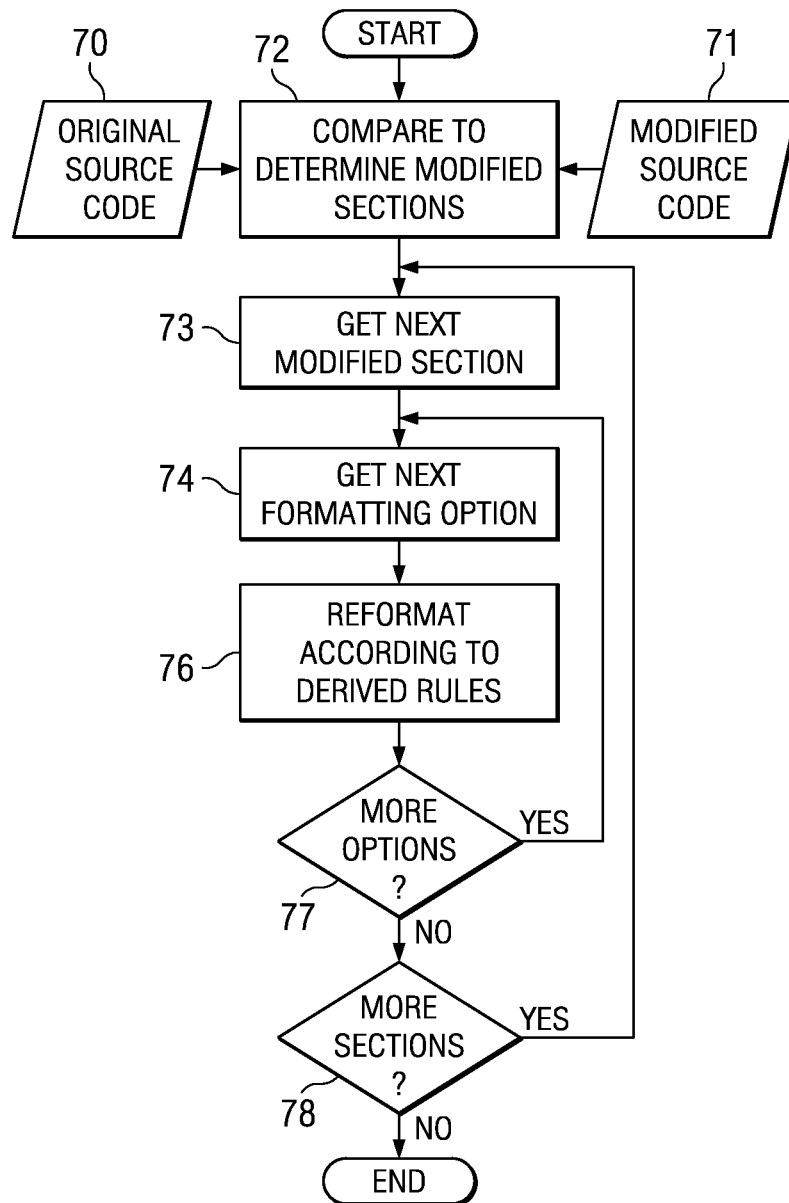 START
70
72
71
ORIGINAL
SOURCE
CODE
COMPARE TO
DETERMINE MODIFIED
SECTIONS
MODIFIED
SOURCE
CODE
73
GET NEXT
MODIFIED SECTION
74
GET NEXT
FORMATTING OPTION
76
REFORMAT
ACCORDING TO
DERIVED RULES
MORE
OPTIONS
?
YES
77
NO
MORE
SECTIONS
?
YES
78
NO
END